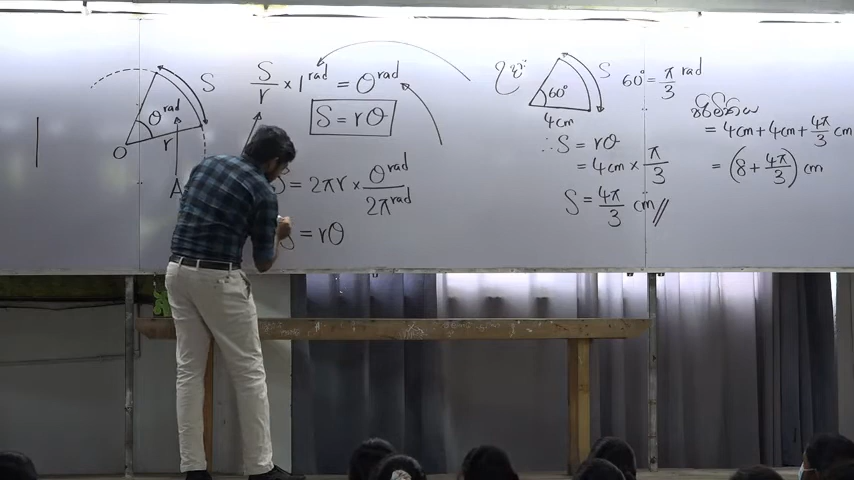 S
θ^rad
r
O
A
S/r × 1^rad = θ^rad
S = rθ
= 2πr × θ^rad/2π^rad
S = rθ
60°
S
4cm
60° = π/3 rad
∴ S = rθ
= 4cm × π/3
S = 4π/3 cm //
පරිමිතිය
= 4cm + 4cm + 4π/3 cm
= (8 + 4π/3) cm